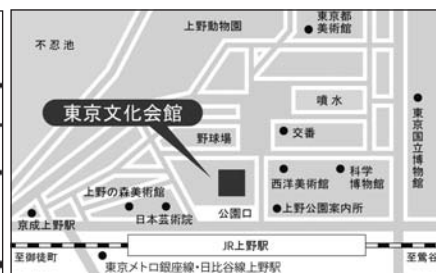 上野動物園
東京都
美術館
不忍池
噴水
東京文化会館
野球場
交番
東京国立博物館
西洋美術館
科学
博物館
上野の森美術館
日本芸術院
公園口
上野公園案内所
京成上野駅
JR上野駅
至御徒町
至鶯谷
東京メトロ銀座線・日比谷線上野駅